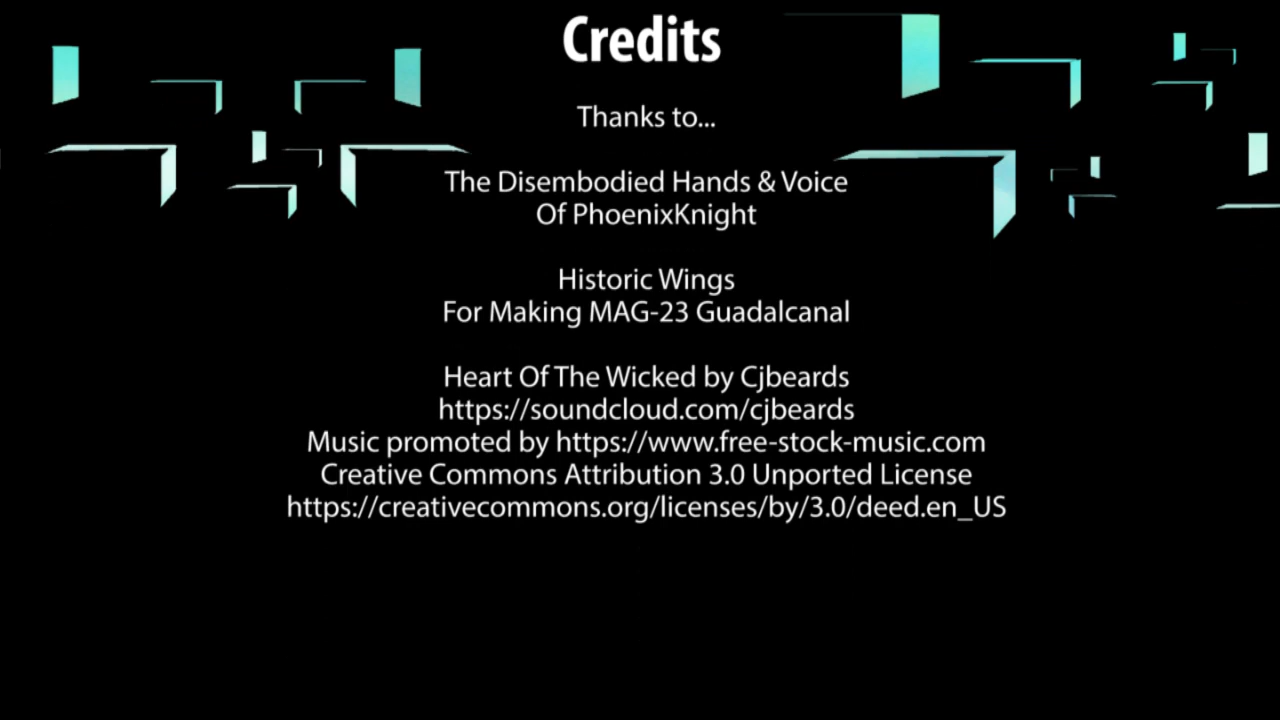 Credits
Thanks to...
The Disembodied Hands & Voice
Of PhoenixKnight
Historic Wings
For Making MAG-23 Guadalcanal
Heart Of The Wicked by Cjbeards
https://soundcloud.com/cjbeards
Music promoted by https://www.free-stock-music.com
Creative Commons Attribution 3.0 Unported License
https://creativecommons.org/licenses/by/3.0/deed.en_US